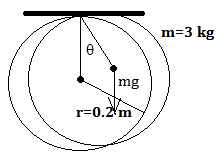 m=3 kg
θ
mg
r=0.2 m